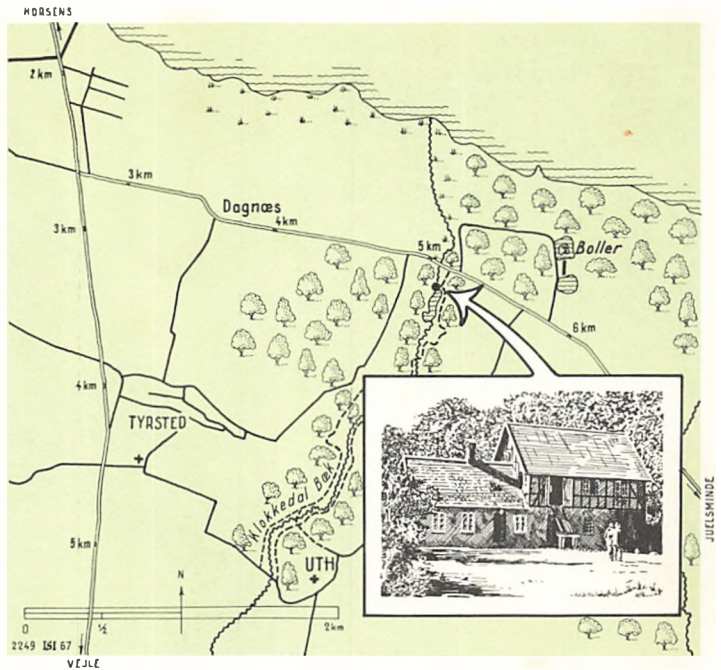 HORSENS
2 km
3 km
Dagnæs
4 km
3 km
5 km
Boller
6 km
4 km
TYRSTED
Klokkedal Bæk
JUELSMINDE
5 km
UTH
N
0 ½ 2km
2249 ISI 67
VEJLE